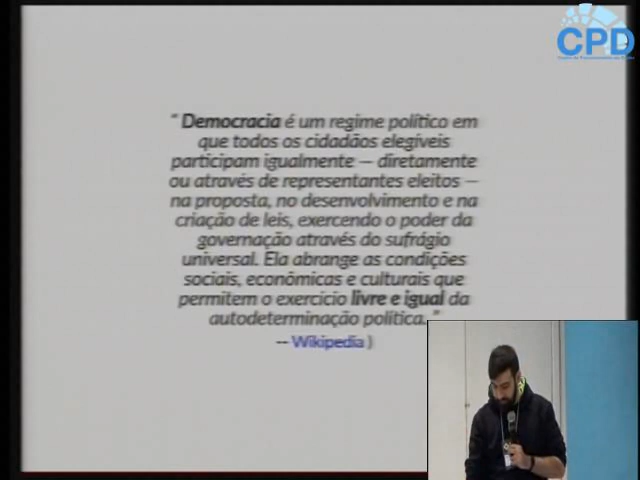 CPD
" Democracia é um regime político em
que todos os cidadãos elegíveis
participam igualmente — diretamente
ou através de representantes eleitos —
na proposta, no desenvolvimento e na
criação de leis, exercendo o poder da
governação através do sufrágio
universal. Ela abrange as condições
sociais, econômicas e culturais que
permitem o exercício livre e igual da
autodeterminação política. "
-- Wikipedia )